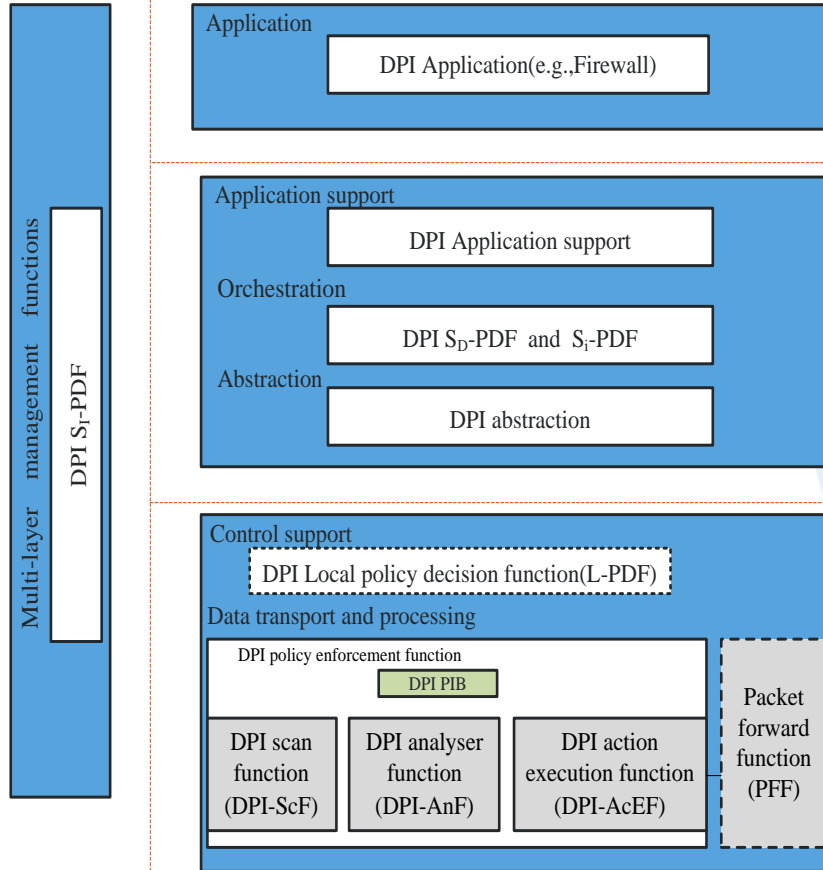 Multi-layer management functions
DPI S_I-PDF
Application
DPI Application(e.g.,Firewall)
Application support
DPI Application support
Orchestration
DPI S_D-PDF and S_i-PDF
Abstraction
DPI abstraction
Control support
DPI Local policy decision function(L-PDF)
Data transport and processing
DPI policy enforcement function
DPI PIB
DPI scan
function
(DPI-ScF)
DPI analyser
function
(DPI-AnF)
DPI action
execution function
(DPI-AcEF)
Packet
forward
function
(PFF)